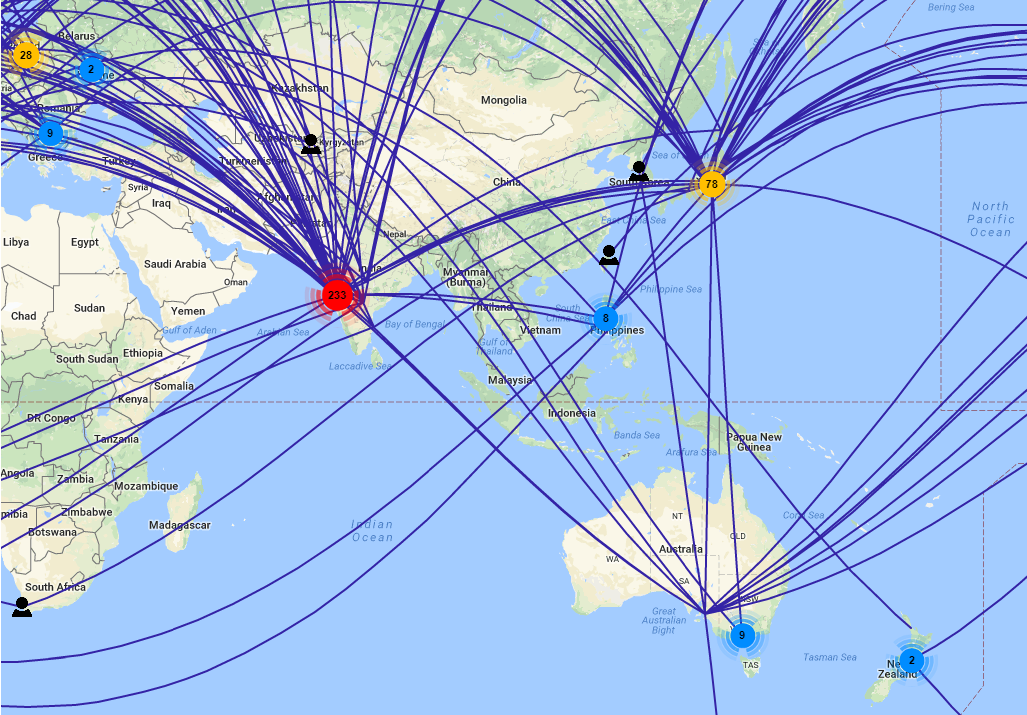 Bering Sea
Belarus
28
2
ne
Romania
Kazakhstan
Mongolia
9
Greece
Turkey
Uzbekistan
Kyrgyzstan
Turkmenistan
Sea of
China
South Korea
78
Syria
Iraq
Iran
Afghanistan
Pakistan
Nepal
East China Sea
North
Pacific
Ocean
Libya
Egypt
Saudi Arabia
Oman
India
Myanmar
(Burma)
233
Philippine Sea
Chad
Sudan
Yemen
Thailand
South
China Sea
8
Philippines
Gulf of Aden
Arabian Sea
Bay of Bengal
Vietnam
Gulf of
Thailand
South Sudan
Ethiopia
Laccadive Sea
Somalia
Malaysia
Kenya
DR Congo
Indonesia
Tanzania
Banda Sea
Papua New
Guinea
Arafura Sea
Angola
Zambia
Mozambique
mibia
Zimbabwe
Botswana
Madagascar
Indian
Ocean
NT
Coral Sea
QLD
Australia
WA
SA
South Africa
NSW
Great
Australian
Bight
9
TAS
Tasman Sea
2
New
Zealand